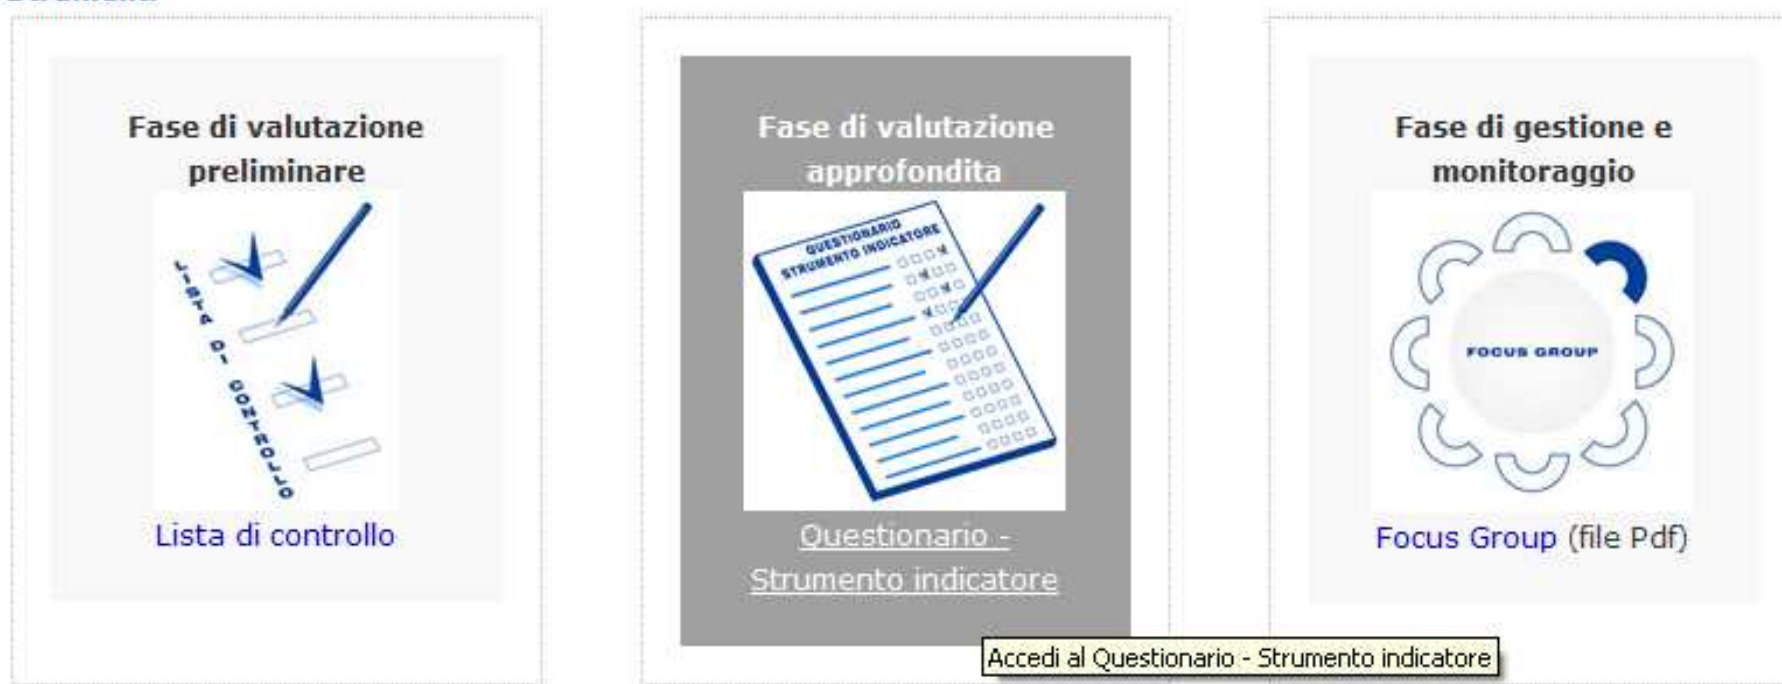 Strumenti
Fase di valutazione
preliminare
LISTA DI CONTROLLO
Lista di controllo
Fase di valutazione
approfondita
QUESTIONARIO
STRUMENTO INDICATORE
Questionario -
Strumento indicatore
Accedi al Questionario - Strumento indicatore
Fase di gestione e
monitoraggio
FOCUS GROUP
Focus Group (file Pdf)